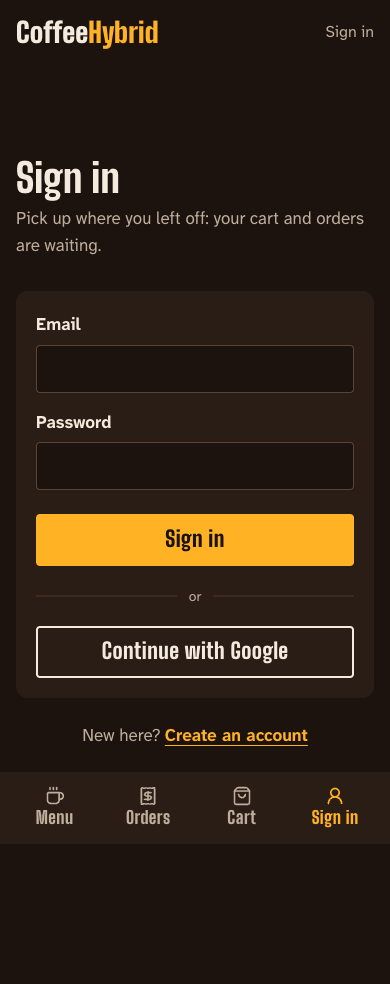 CoffeeHybrid
Sign in
Sign in
Pick up where you left off: your cart and orders
are waiting.
Email
Password
Sign in
or
Continue with Google
New here? Create an account
Menu
Orders
Cart
Sign in